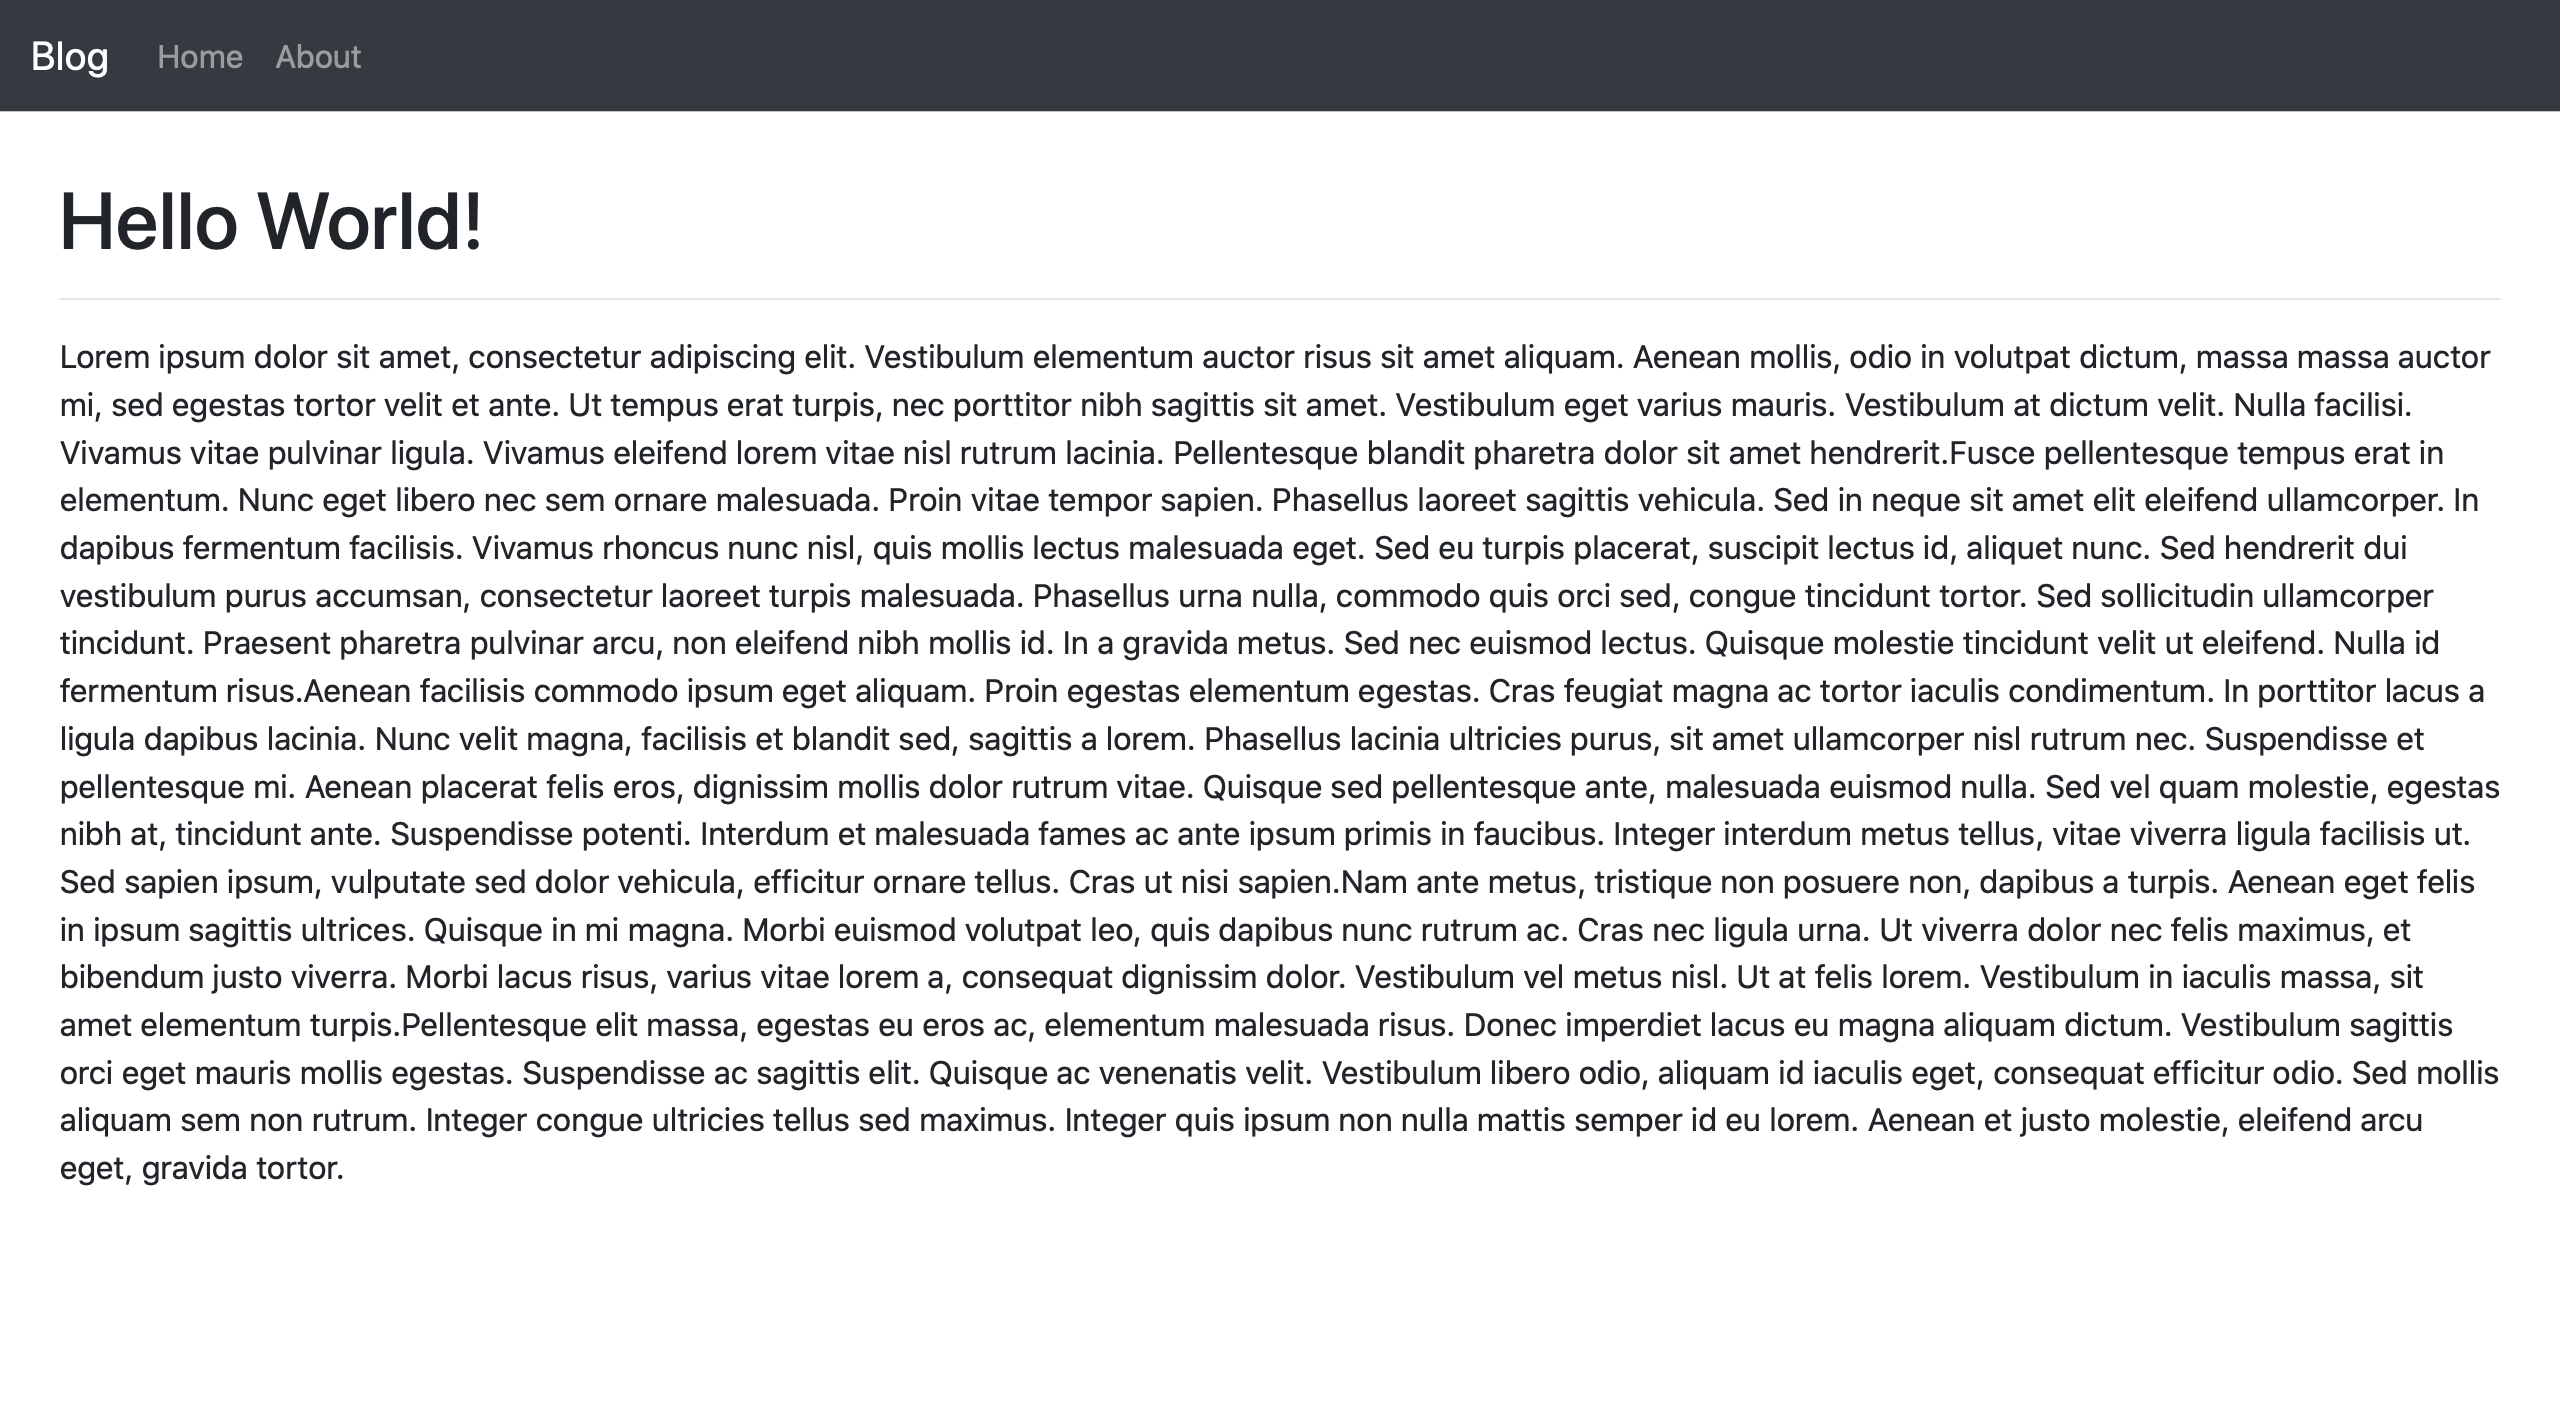 Blog Home About
Hello World!
Lorem ipsum dolor sit amet, consectetur adipiscing elit. Vestibulum elementum auctor risus sit amet aliquam. Aenean mollis, odio in volutpat dictum, massa massa auctor
mi, sed egestas tortor velit et ante. Ut tempus erat turpis, nec porttitor nibh sagittis sit amet. Vestibulum eget varius mauris. Vestibulum at dictum velit. Nulla facilisi.
Vivamus vitae pulvinar ligula. Vivamus eleifend lorem vitae nisl rutrum lacinia. Pellentesque blandit pharetra dolor sit amet hendrerit.Fusce pellentesque tempus erat in
elementum. Nunc eget libero nec sem ornare malesuada. Proin vitae tempor sapien. Phasellus laoreet sagittis vehicula. Sed in neque sit amet elit eleifend ullamcorper. In
dapibus fermentum facilisis. Vivamus rhoncus nunc nisl, quis mollis lectus malesuada eget. Sed eu turpis placerat, suscipit lectus id, aliquet nunc. Sed hendrerit dui
vestibulum purus accumsan, consectetur laoreet turpis malesuada. Phasellus urna nulla, commodo quis orci sed, congue tincidunt tortor. Sed sollicitudin ullamcorper
tincidunt. Praesent pharetra pulvinar arcu, non eleifend nibh mollis id. In a gravida metus. Sed nec euismod lectus. Quisque molestie tincidunt velit ut eleifend. Nulla id
fermentum risus.Aenean facilisis commodo ipsum eget aliquam. Proin egestas elementum egestas. Cras feugiat magna ac tortor iaculis condimentum. In porttitor lacus a
ligula dapibus lacinia. Nunc velit magna, facilisis et blandit sed, sagittis a lorem. Phasellus lacinia ultricies purus, sit amet ullamcorper nisl rutrum nec. Suspendisse et
pellentesque mi. Aenean placerat felis eros, dignissim mollis dolor rutrum vitae. Quisque sed pellentesque ante, malesuada euismod nulla. Sed vel quam molestie, egestas
nibh at, tincidunt ante. Suspendisse potenti. Interdum et malesuada fames ac ante ipsum primis in faucibus. Integer interdum metus tellus, vitae viverra ligula facilisis ut.
Sed sapien ipsum, vulputate sed dolor vehicula, efficitur ornare tellus. Cras ut nisi sapien.Nam ante metus, tristique non posuere non, dapibus a turpis. Aenean eget felis
in ipsum sagittis ultrices. Quisque in mi magna. Morbi euismod volutpat leo, quis dapibus nunc rutrum ac. Cras nec ligula urna. Ut viverra dolor nec felis maximus, et
bibendum justo viverra. Morbi lacus risus, varius vitae lorem a, consequat dignissim dolor. Vestibulum vel metus nisl. Ut at felis lorem. Vestibulum in iaculis massa, sit
amet elementum turpis.Pellentesque elit massa, egestas eu eros ac, elementum malesuada risus. Donec imperdiet lacus eu magna aliquam dictum. Vestibulum sagittis
orci eget mauris mollis egestas. Suspendisse ac sagittis elit. Quisque ac venenatis velit. Vestibulum libero odio, aliquam id iaculis eget, consequat efficitur odio. Sed mollis
aliquam sem non rutrum. Integer congue ultricies tellus sed maximus. Integer quis ipsum non nulla mattis semper id eu lorem. Aenean et justo molestie, eleifend arcu
eget, gravida tortor.